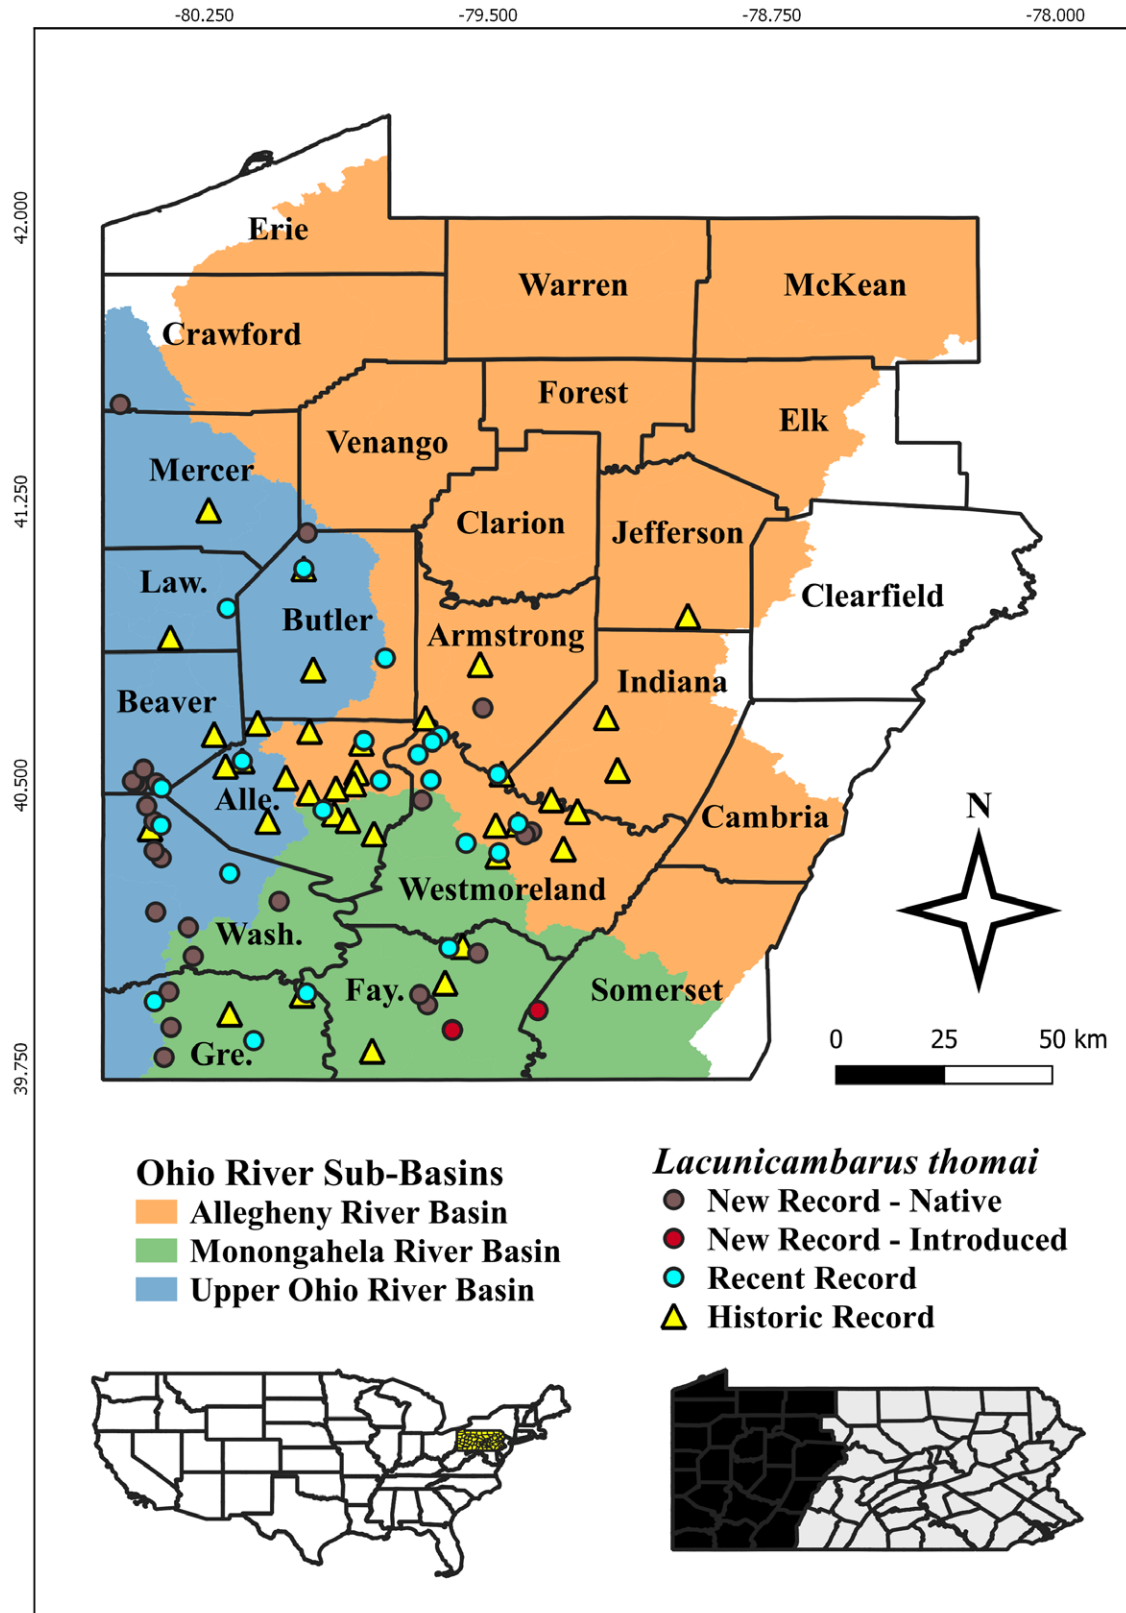 -80.250 -79.500 -78.750 -78.000
42.000
41.250
40.500
39.750
Erie
Warren
McKean
Crawford
Forest
Elk
Venango
Mercer
Clarion
Jefferson
Law.
Clearfield
Butler
Armstrong
Indiana
Beaver
Alle.
Cambria
N
Westmoreland
Wash.
Fay.
Somerset
Gre.
0 25 50 km
Ohio River Sub-Basins
Allegheny River Basin
Monongahela River Basin
Upper Ohio River Basin
Lacunicambarus thomai
New Record - Native
New Record - Introduced
Recent Record
Historic Record